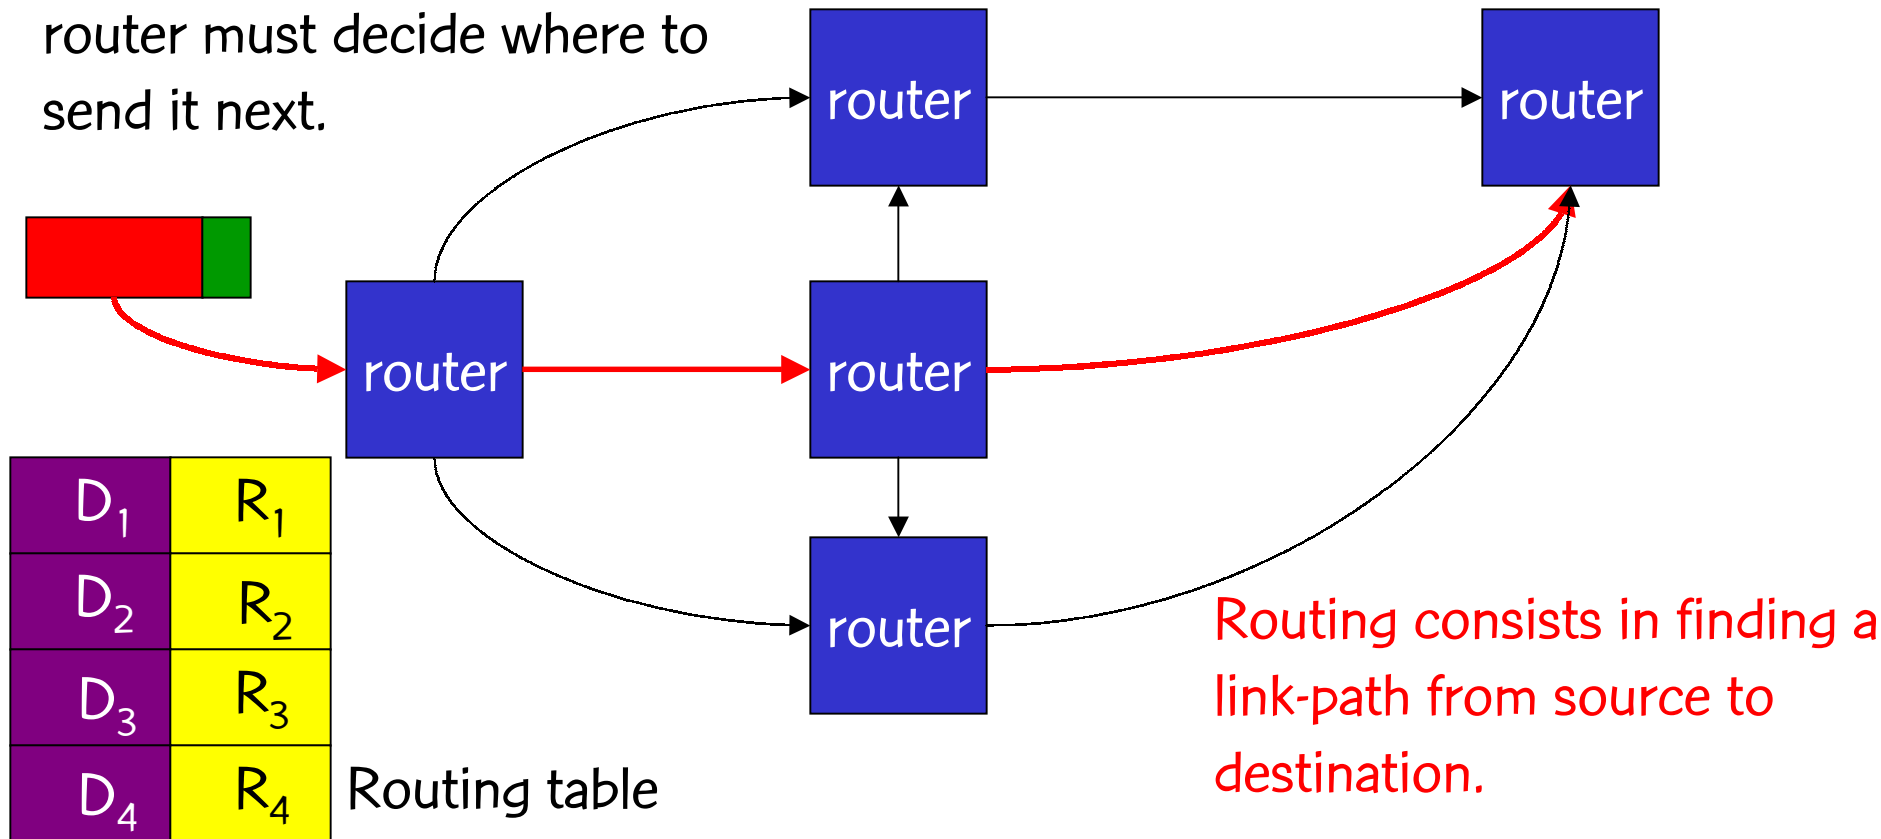 router must decide where to
send it next.
router
router
router
router
router
D1 R1
D2 R2
D3 R3
D4 R4
Routing table
Routing consists in finding a
link-path from source to
destination.